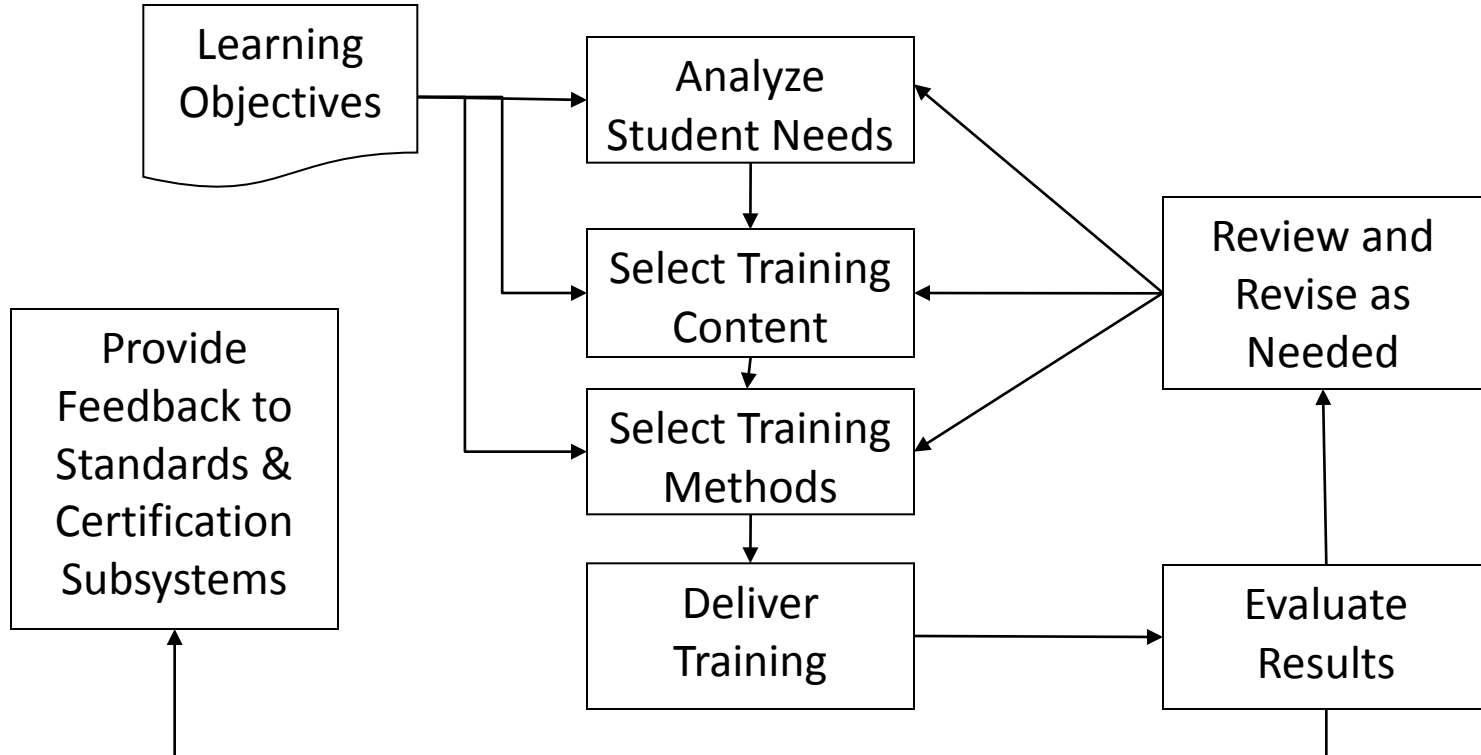 Learning
Objectives
Analyze
Student Needs
Select Training
Content
Review and
Revise as
Needed
Provide
Feedback to
Standards &
Certification
Subsystems
Select Training
Methods
Deliver
Training
Evaluate
Results